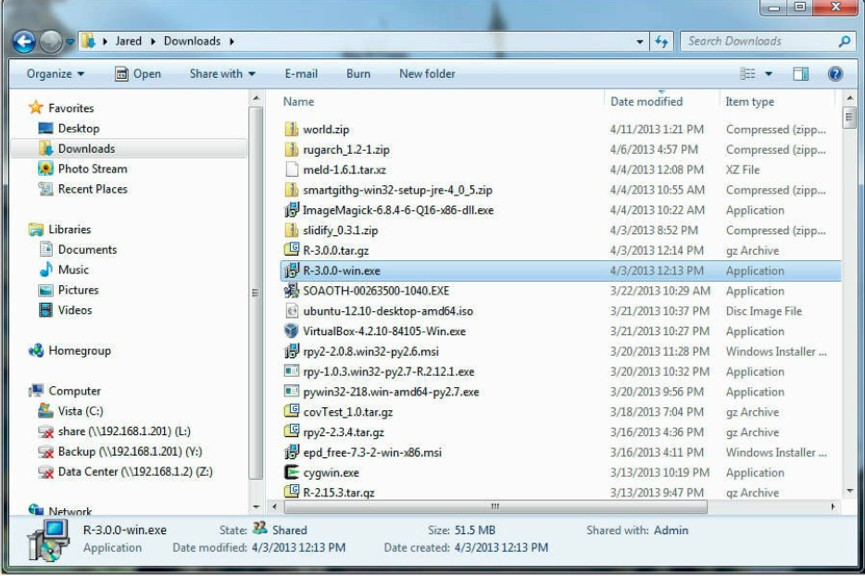 Jared Downloads
Search Downloads
Organize Open Share with E-mail Burn New folder
Favorites
Desktop
Downloads
Photo Stream
Recent Places
Libraries
Documents
Music
Pictures
Videos
Homegroup
Computer
Vista (C:)
share (\\192.168.1.201) (L:)
Backup (\\192.168.1.201) (Y:)
Data Center (\\192.168.1.2) (Z:)
Network
Name Date modified Item type
world.zip 4/11/2013 1:21 PM Compressed (zipp...
rugarch_1.2-1.zip 4/6/2013 4:57 PM Compressed (zipp...
meld-1.6.1.tar.xz 4/4/2013 12:08 PM XZ File
smartgithg-win32-setup-jre-4_0_5.zip 4/4/2013 10:55 AM Compressed (zipp...
ImageMagick-6.8.4-6-Q16-x86-dll.exe 4/4/2013 10:22 AM Application
slidify_0.3.1.zip 4/3/2013 8:52 PM Compressed (zipp...
R-3.0.0.tar.gz 4/3/2013 12:14 PM gz Archive
R-3.0.0-win.exe 4/3/2013 12:13 PM Application
SOAOTH-00263500-1040.EXE 3/22/2013 10:29 AM Application
ubuntu-12.10-desktop-amd64.iso 3/21/2013 10:37 PM Disc Image File
VirtualBox-4.2.10-84105-Win.exe 3/21/2013 10:27 PM Application
rpy2-2.0.8.win32-py2.6.msi 3/20/2013 11:28 PM Windows Installer ...
rpy-1.0.3.win32-py2.7-R.2.12.1.exe 3/20/2013 10:32 PM Application
pywin32-218.win-amd64-py2.7.exe 3/20/2013 9:56 PM Application
covTest_1.0.tar.gz 3/18/2013 7:04 PM gz Archive
rpy2-2.3.4.tar.gz 3/16/2013 4:36 PM gz Archive
epd_free-7.3-2-win-x86.msi 3/16/2013 4:11 PM Windows Installer ...
cygwin.exe 3/13/2013 10:19 PM Application
R-2.15.3.tar.gz 3/13/2013 9:47 PM gz Archive
R-3.0.0-win.exe State: Shared Size: 51.5 MB Shared with: Admin
Application Date modified: 4/3/2013 12:13 PM Date created: 4/3/2013 12:13 PM